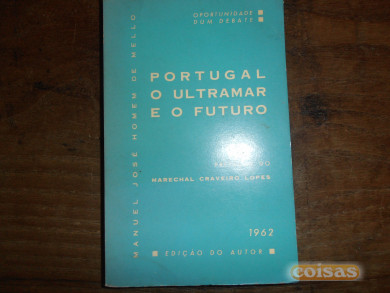 OPORTUNIDADE
DUM DEBATE
MANUEL JOSÉ HOMEM DE MELLO
PORTUGAL
O ULTRAMAR
E O FUTURO
MARECHAL CRAVEIRO LOPES
1962
EDIÇÃO DO AUTOR
coisas